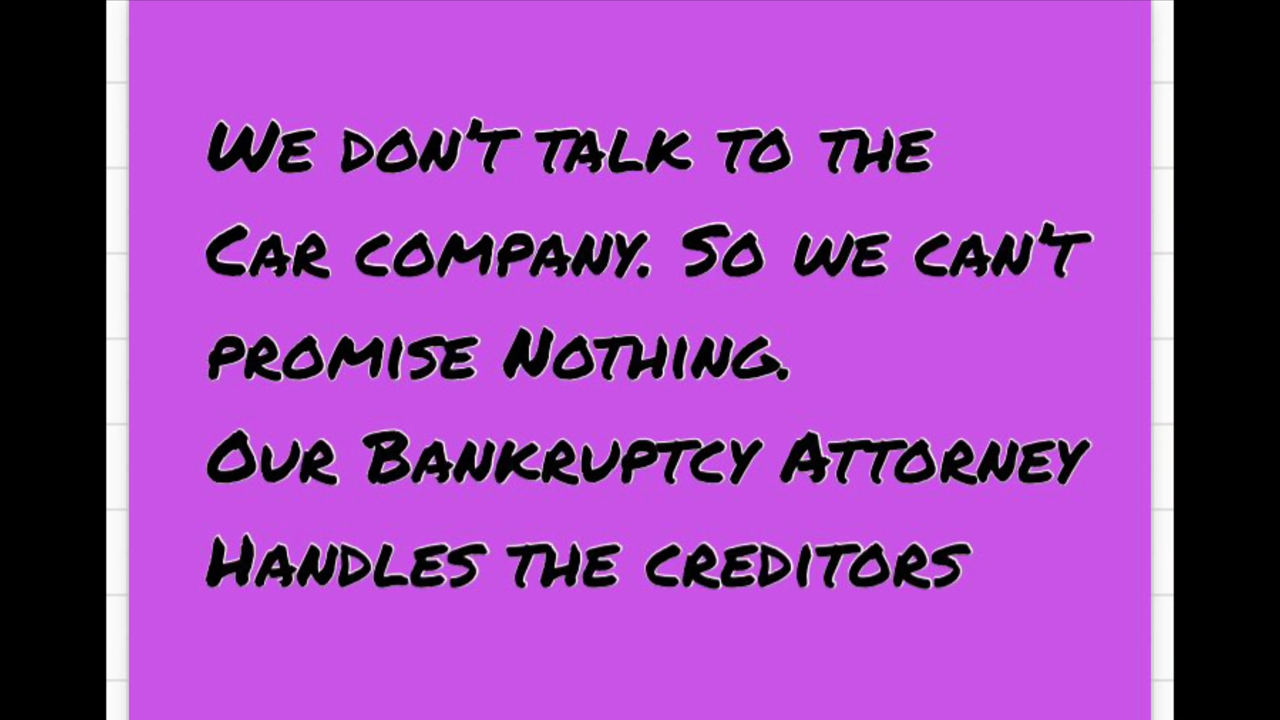 We don't talk to the
Car company. So we can't
promise Nothing.
Our Bankruptcy Attorney
Handles the creditors